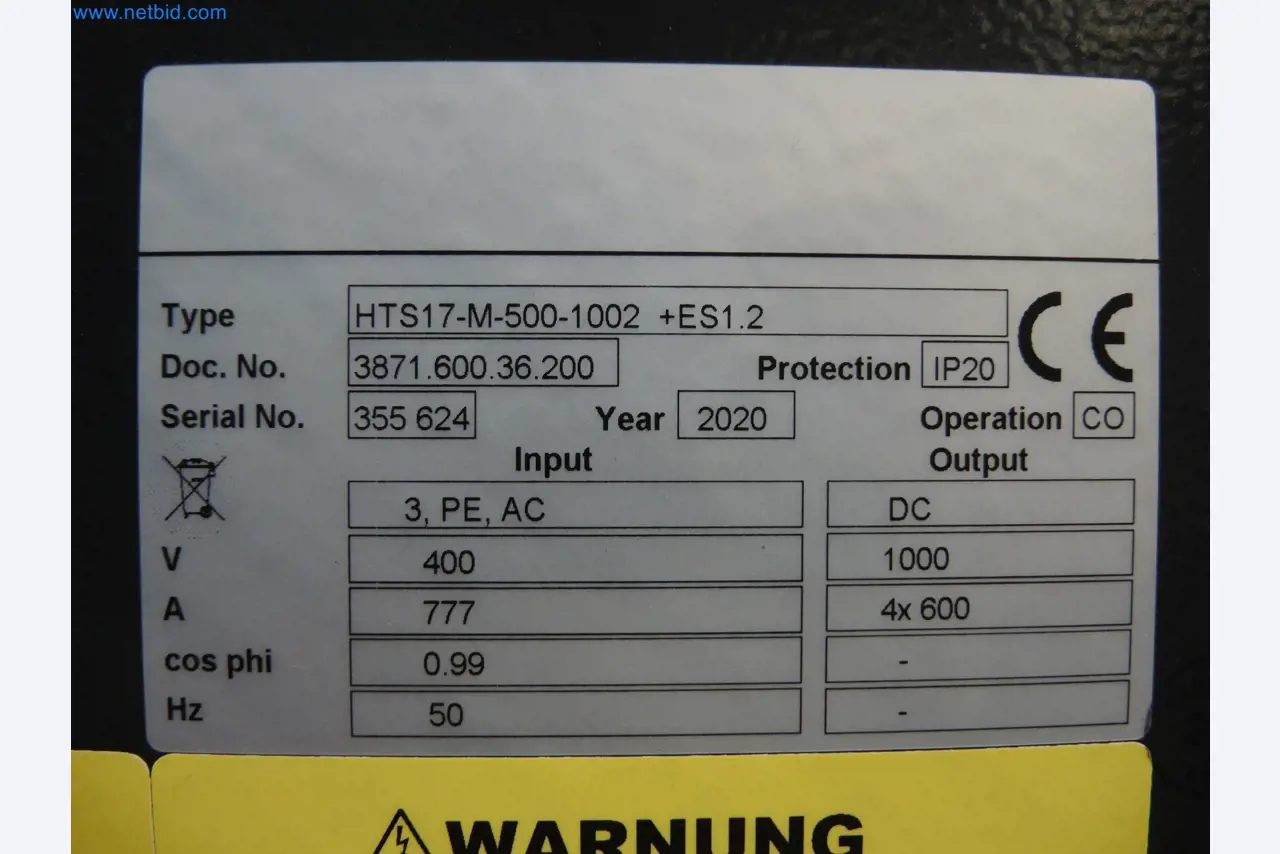 www.netbid.com
Type HTS17-M-500-1002 +ES1.2
Doc. No. 3871.600.36.200 Protection IP20
Serial No. 355 624 Year 2020 Operation CO
Input Output
3, PE, AC DC
V 400 1000
A 777 4x 600
cos phi 0.99 -
Hz 50 -
WARNUNG